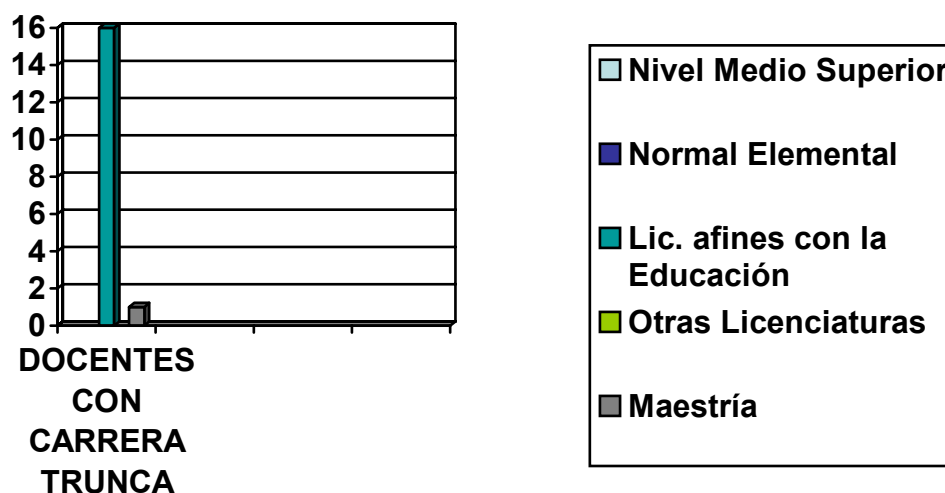 16
14
12
10
8
6
4
2
0
DOCENTES
CON
CARRERA
TRUNCA
Nivel Medio Superior
Normal Elemental
Lic. afines con la
Educación
Otras Licenciaturas
Maestría